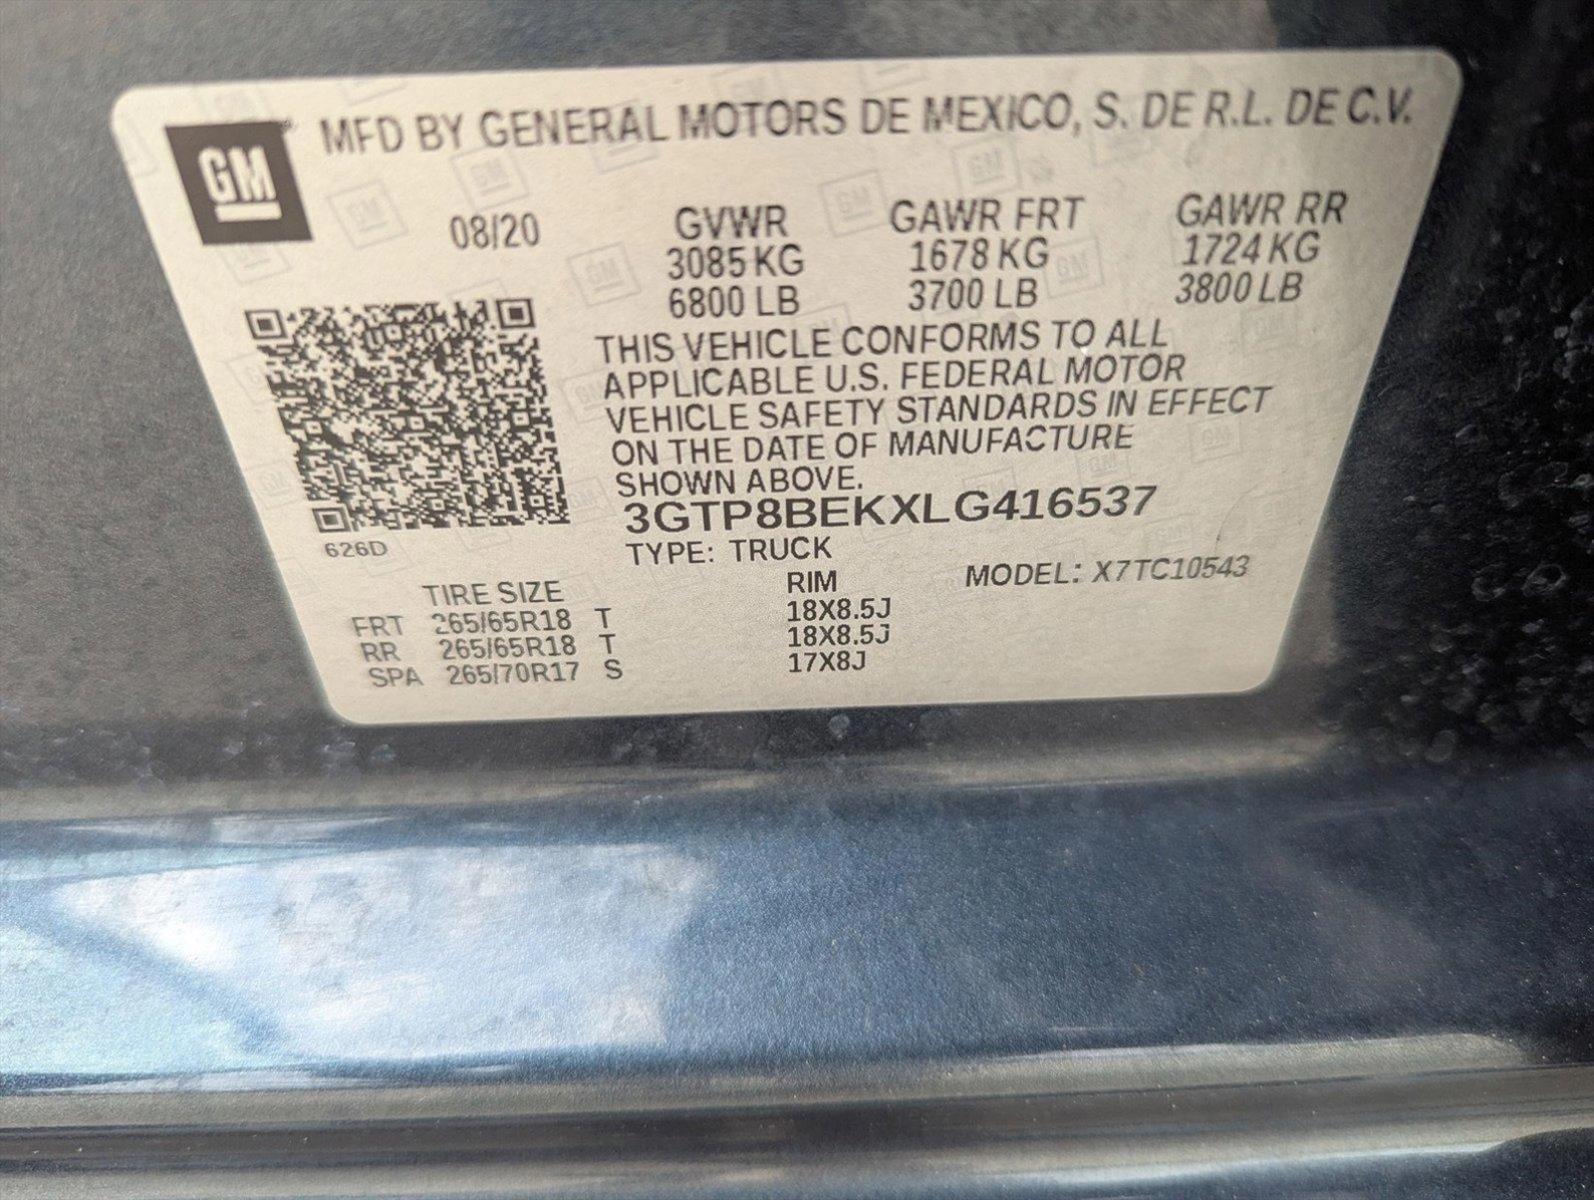 GM
MFD BY GENERAL MOTORS DE MEXICO, S. DE R.L. DE C.V.
08/20
GVWR
3085 KG
6800 LB
GAWR FRT
1678 KG
3700 LB
GAWR RR
1724 KG
3800 LB
THIS VEHICLE CONFORMS TO ALL
APPLICABLE U.S. FEDERAL MOTOR
VEHICLE SAFETY STANDARDS IN EFFECT
ON THE DATE OF MANUFACTURE
SHOWN ABOVE.
3GTP8BEKXLG416537
TYPE: TRUCK
MODEL: X7TC10543
626D
TIRE SIZE RIM
FRT 265/65R18 T 18X8.5J
RR 265/65R18 T 18X8.5J
SPA 265/70R17 S 17X8J